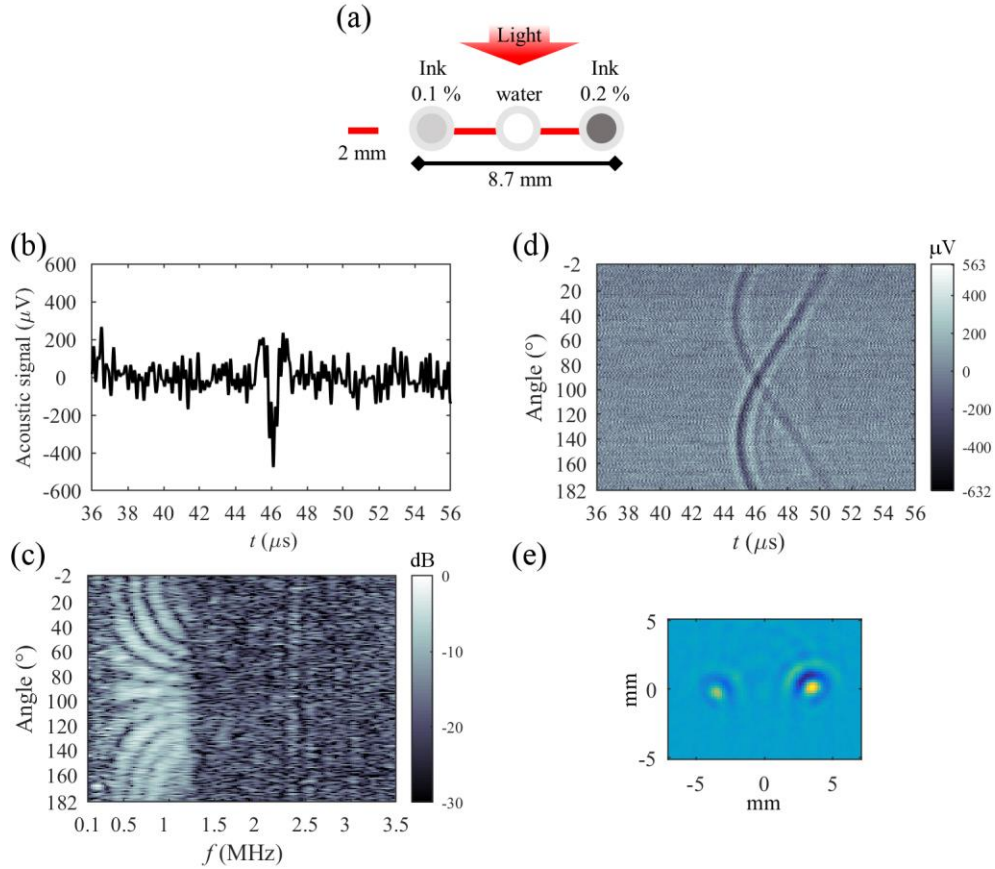 (a)
Light
Ink
0.1 %
water
Ink
0.2 %
2 mm
8.7 mm
(b)
600
400
200
0
-200
-400
-600
Acoustic signal (µV)
36 38 40 42 44 46 48 50 52 54 56
t (µs)
(d)
µV
563
400
200
0
-200
-400
-632
-2
20
40
60
80
100
120
140
160
182
Angle (°)
36 38 40 42 44 46 48 50 52 54 56
t (µs)
(c)
dB
0
-10
-20
-30
-2
20
40
60
80
100
120
140
160
182
Angle (°)
0.1 0.5 1 1.5 2 2.5 3 3.5
f (MHz)
(e)
5
0
-5
mm
-5 0 5
mm